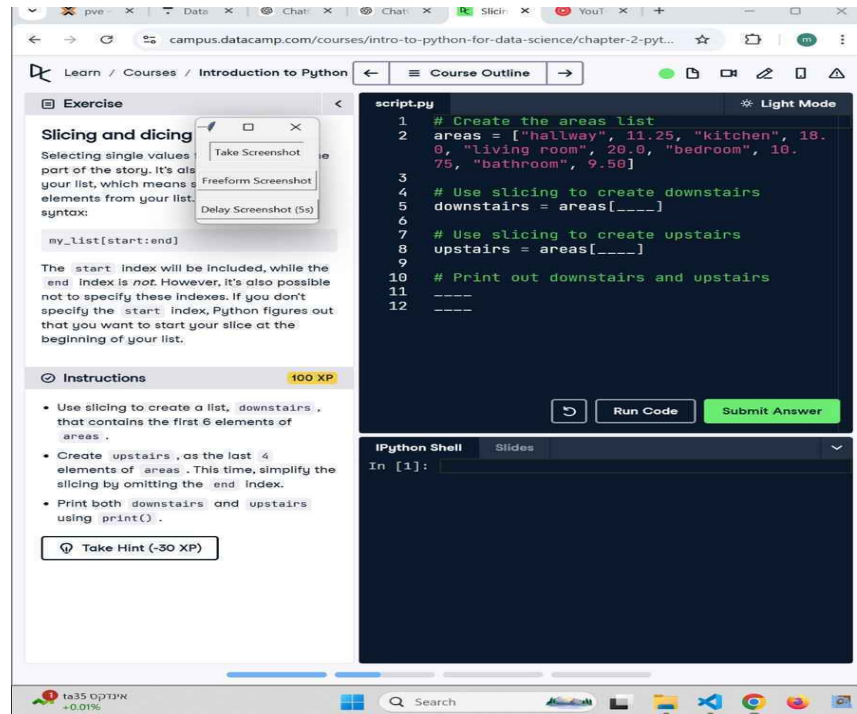 pve -
Data
Chat
Chat
Slicin
YouT
campus.datacamp.com/courses/intro-to-python-for-data-science/chapter-2-pyt...
m
Learn / Courses / Introduction to Python
Course Outline
Exercise
Slicing and dicing
Selecting single values
part of the story. It's als
your list, which means s
elements from your list.
syntax:
my_list[start:end]
The start index will be included, while the
end index is not. However, it's also possible
not to specify these indexes. If you don't
specify the start index, Python figures out
that you want to start your slice at the
beginning of your list.
Take Screenshot
Freeform Screenshot
Delay Screenshot (5s)
Instructions
100 XP
• Use slicing to create a list, downstairs ,
that contains the first 6 elements of
areas .
• Create upstairs , as the last 4
elements of areas . This time, simplify the
slicing by omitting the end index.
• Print both downstairs and upstairs
using print() .
Take Hint (-30 XP)
script.py
Light Mode
1 # Create the areas list
2 areas = ["hallway", 11.25, "kitchen", 18.
0, "living room", 20.0, "bedroom", 10.
75, "bathroom", 9.50]
3
4 # Use slicing to create downstairs
5 downstairs = areas[____]
6
7 # Use slicing to create upstairs
8 upstairs = areas[____]
9
10 # Print out downstairs and upstairs
11 ____
12 ____
Run Code
Submit Answer
IPython Shell
Slides
In [1]:
1
אינדקס ta35
+0.01%
Search